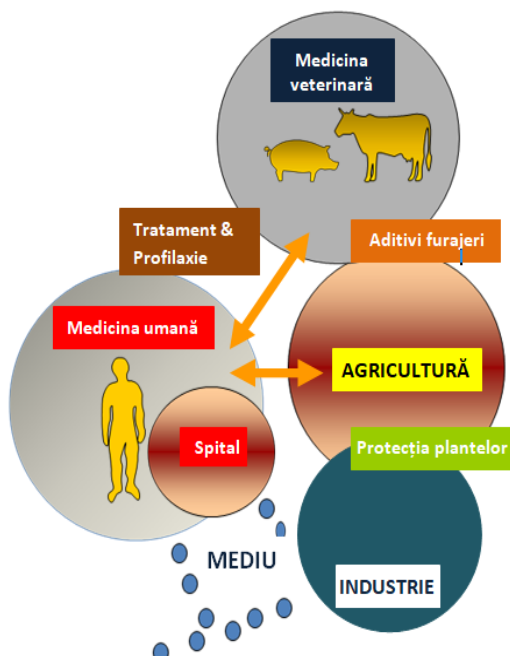 Medicina
veterinară
Tratament &
Profilaxie
Aditivi furajeri
Medicina umană
AGRICULTURĂ
Spital
Protecția plantelor
MEDIU
INDUSTRIE